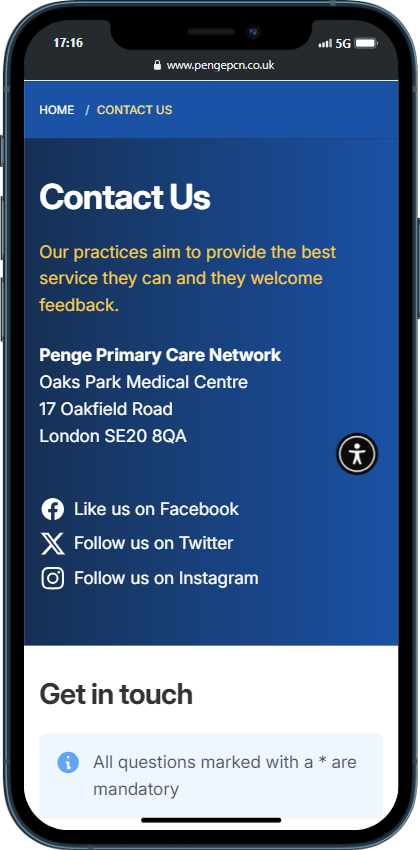 17:16
5G
www.pengepcn.co.uk
HOME / CONTACT US
Contact Us
Our practices aim to provide the best
service they can and they welcome
feedback.
Penge Primary Care Network
Oaks Park Medical Centre
17 Oakfield Road
London SE20 8QA
Like us on Facebook
Follow us on Twitter
Follow us on Instagram
Get in touch
All questions marked with a * are
mandatory